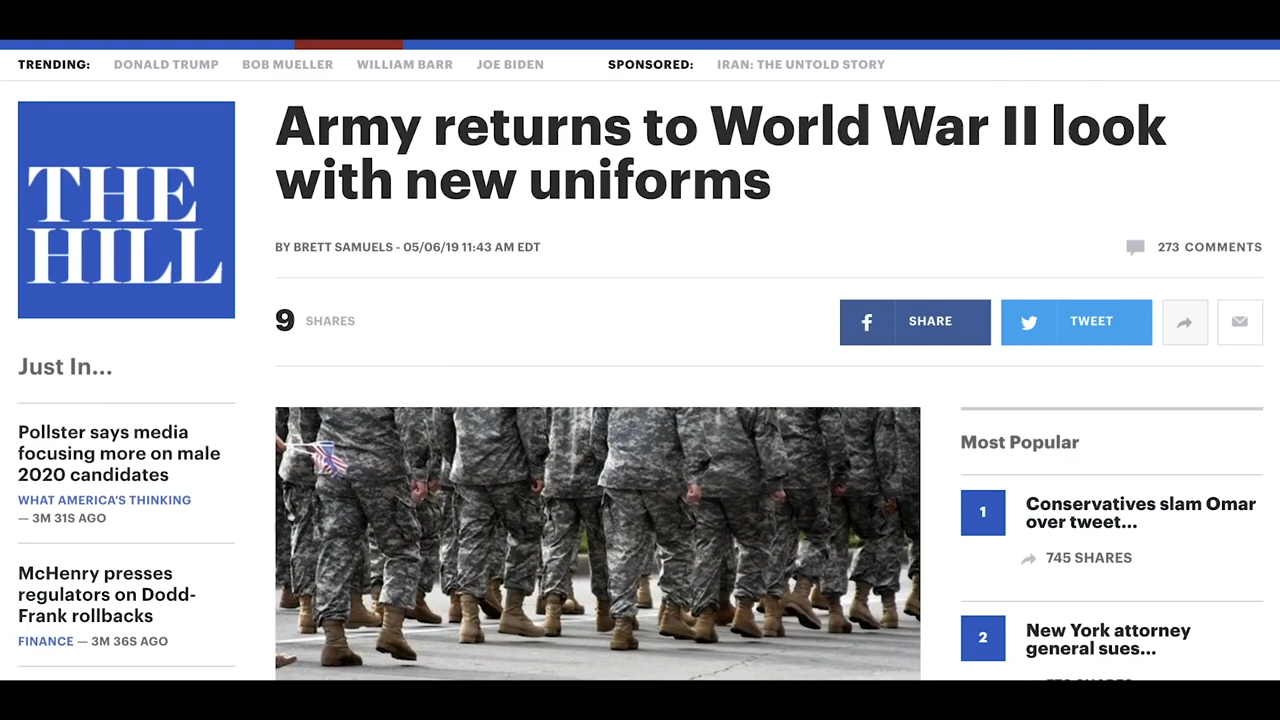 TRENDING: DONALD TRUMP BOB MUELLER WILLIAM BARR JOE BIDEN SPONSORED: IRAN: THE UNTOLD STORY
THE
HILL
Army returns to World War II look
with new uniforms
BY BRETT SAMUELS - 05/06/19 11:43 AM EDT
273 COMMENTS
9 SHARES
SHARE
TWEET
Just In...
Pollster says media
focusing more on male
2020 candidates
WHAT AMERICA'S THINKING
— 3M 31S AGO
McHenry presses
regulators on Dodd-
Frank rollbacks
FINANCE — 3M 36S AGO
Most Popular
1
Conservatives slam Omar
over tweet...
745 SHARES
2
New York attorney
general sues...